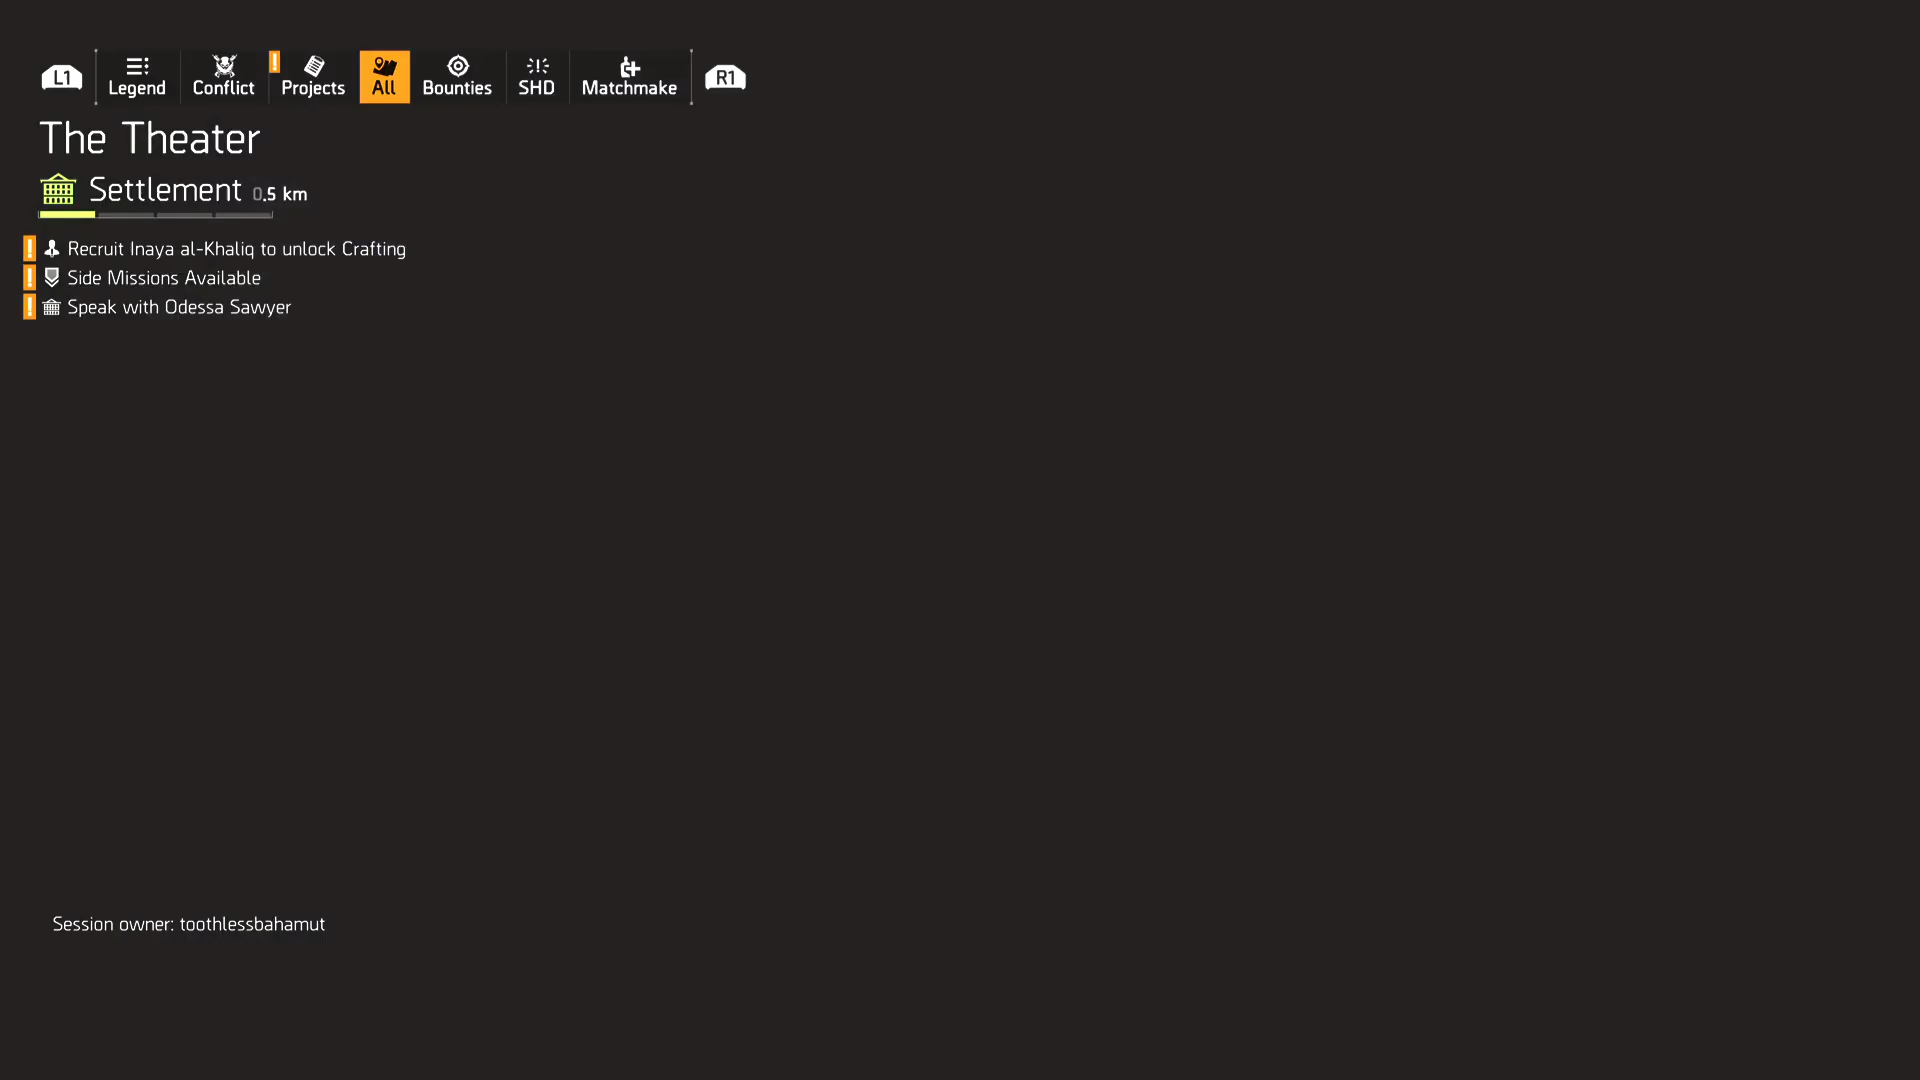 L1 Legend Conflict ! Projects All Bounties SHD Matchmake R1
The Theater
Settlement 0.5 km
! Recruit Inaya al-Khaliq to unlock Crafting
! Side Missions Available
! Speak with Odessa Sawyer
Session owner: toothlessbahamut